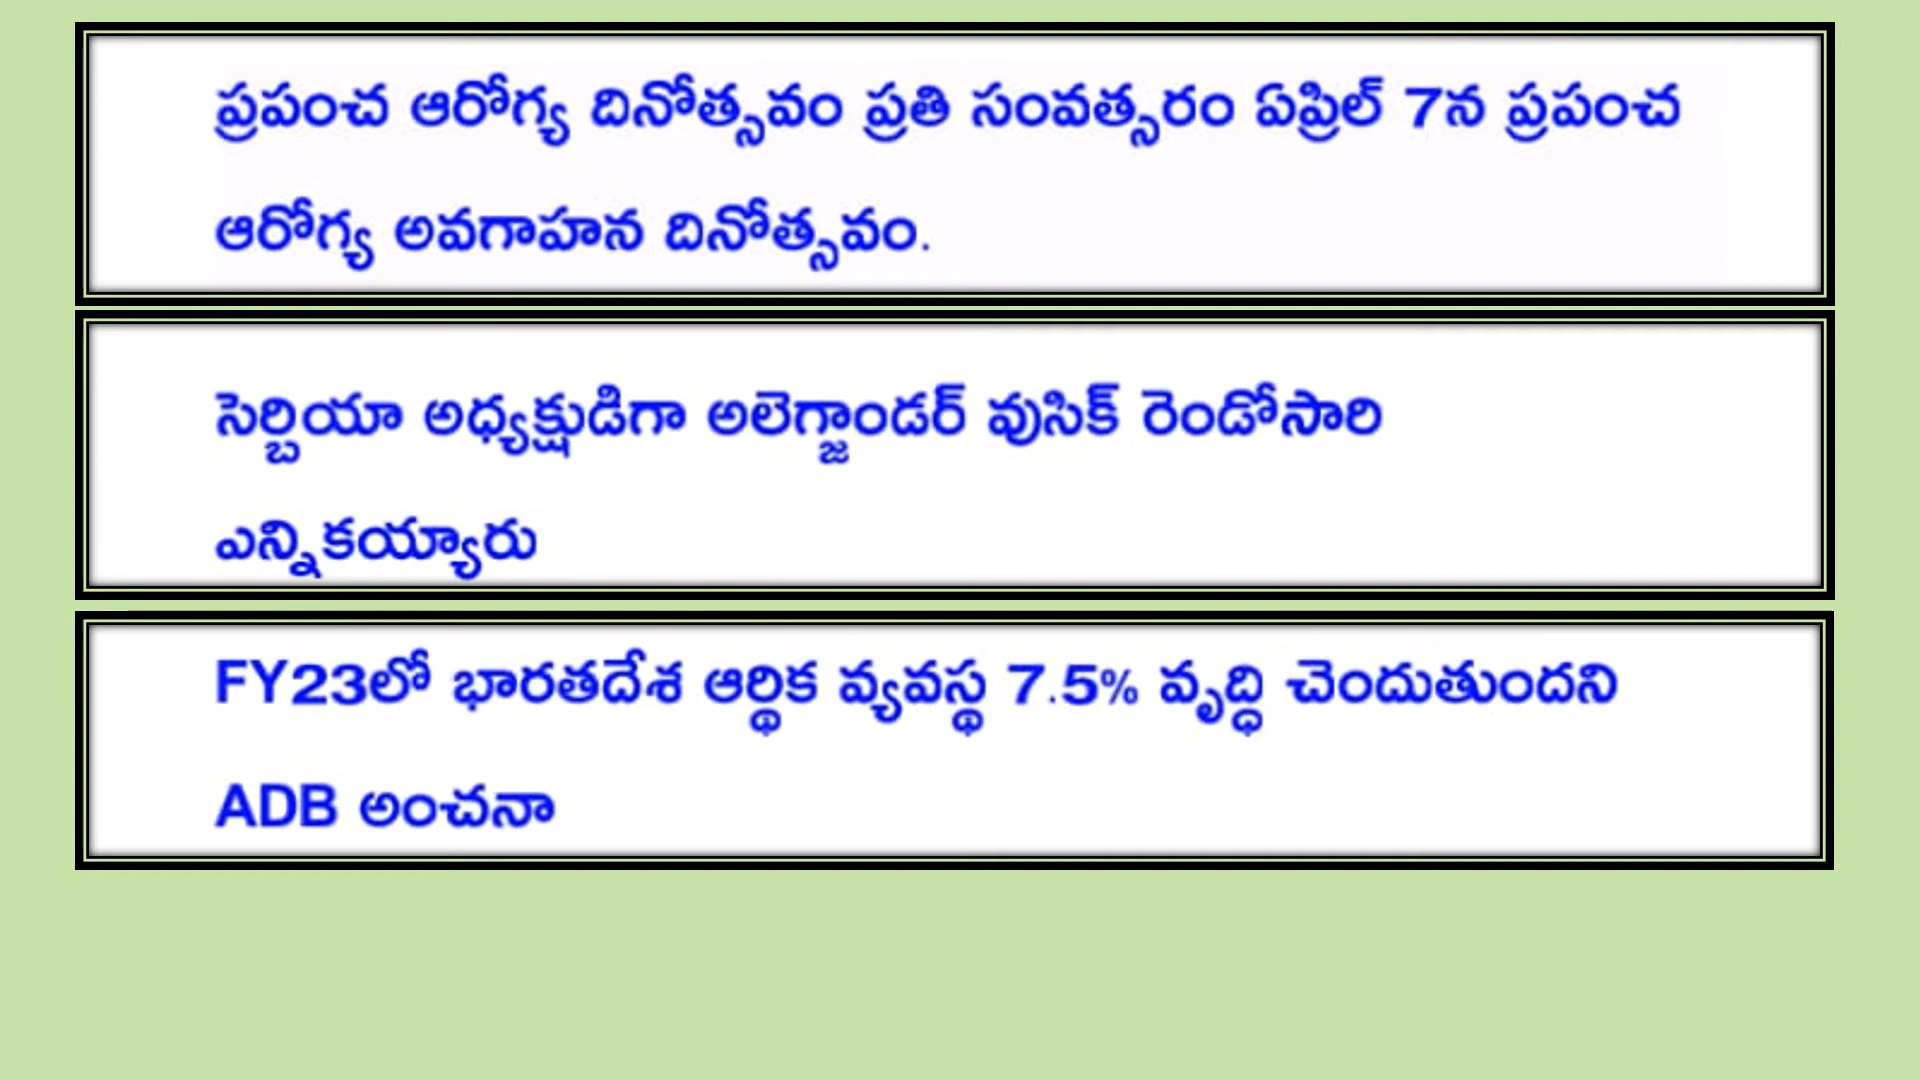 ప్రపంచ ఆరోగ్య దినోత్సవం ప్రతి సంవత్సరం ఏప్రిల్ 7న ప్రపంచ
ఆరోగ్య అవగాహన దినోత్సవం.
సెర్బియా అధ్యక్షుడిగా అలెగ్జాండర్ వుసిక్ రెండోసారి
ఎన్నికయ్యారు
FY23లో భారతదేశ ఆర్థిక వ్యవస్థ 7.5% వృద్ధి చెందుతుందని
ADB అంచనా